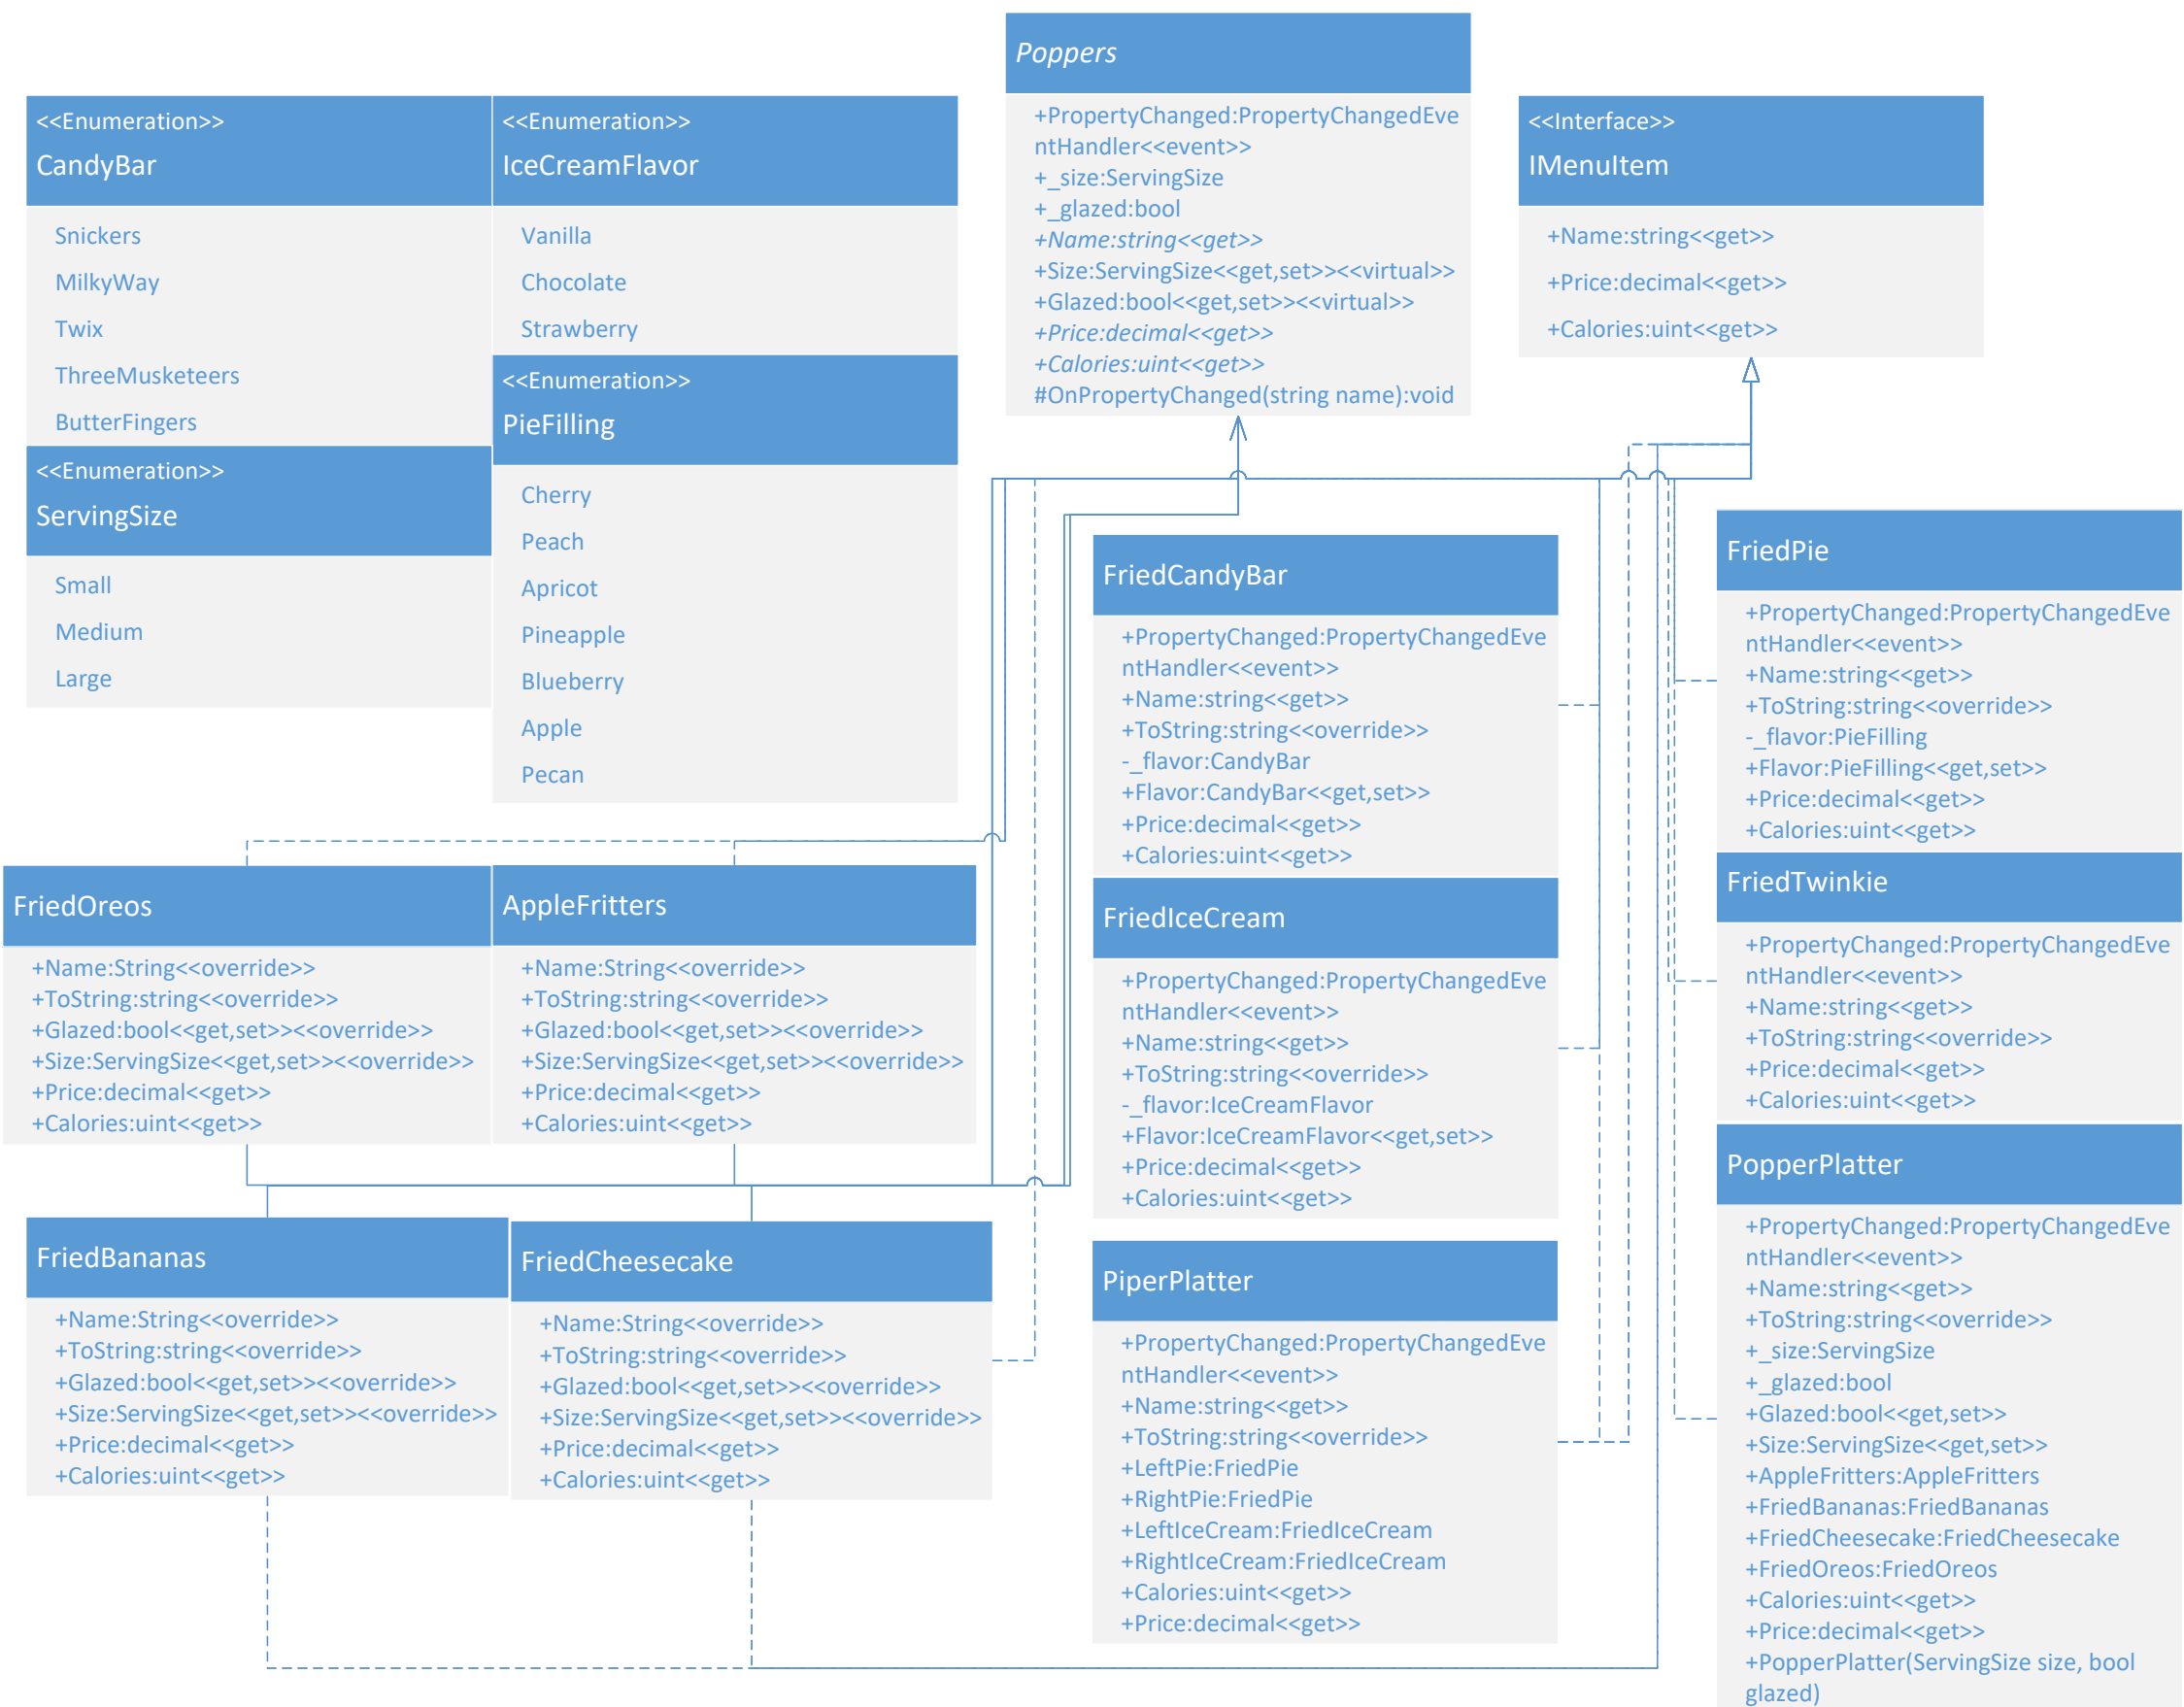 Poppers
+PropertyChanged:PropertyChangedEve
ntHandler<<event>>
+_size:ServingSize
+_glazed:bool
+Name:string<<get>>
+Size:ServingSize<<get,set>><<virtual>>
+Glazed:bool<<get,set>><<virtual>>
+Price:decimal<<get>>
+Calories:uint<<get>>
#OnPropertyChanged(string name):void
<<Enumeration>>
CandyBar
Snickers
MilkyWay
Twix
ThreeMusketeers
ButterFingers
<<Enumeration>>
ServingSize
Small
Medium
Large
<<Enumeration>>
IceCreamFlavor
Vanilla
Chocolate
Strawberry
<<Enumeration>>
PieFilling
Cherry
Peach
Apricot
Pineapple
Blueberry
Apple
Pecan
<<Interface>>
IMenuItem
+Name:string<<get>>
+Price:decimal<<get>>
+Calories:uint<<get>>
FriedCandyBar
+PropertyChanged:PropertyChangedEve
ntHandler<<event>>
+Name:string<<get>>
+ToString:string<<override>>
-_flavor:CandyBar
+Flavor:CandyBar<<get,set>>
+Price:decimal<<get>>
+Calories:uint<<get>>
FriedIceCream
+PropertyChanged:PropertyChangedEve
ntHandler<<event>>
+Name:string<<get>>
+ToString:string<<override>>
-_flavor:IceCreamFlavor
+Flavor:IceCreamFlavor<<get,set>>
+Price:decimal<<get>>
+Calories:uint<<get>>
PiperPlatter
+PropertyChanged:PropertyChangedEve
ntHandler<<event>>
+Name:string<<get>>
+ToString:string<<override>>
+LeftPie:FriedPie
+RightPie:FriedPie
+LeftIceCream:FriedIceCream
+RightIceCream:FriedIceCream
+Calories:uint<<get>>
+Price:decimal<<get>>
FriedPie
+PropertyChanged:PropertyChangedEve
ntHandler<<event>>
+Name:string<<get>>
+ToString:string<<override>>
-_flavor:PieFilling
+Flavor:PieFilling<<get,set>>
+Price:decimal<<get>>
+Calories:uint<<get>>
FriedTwinkie
+PropertyChanged:PropertyChangedEve
ntHandler<<event>>
+Name:string<<get>>
+ToString:string<<override>>
+Price:decimal<<get>>
+Calories:uint<<get>>
PopperPlatter
+PropertyChanged:PropertyChangedEve
ntHandler<<event>>
+Name:string<<get>>
+ToString:string<<override>>
+_size:ServingSize
+_glazed:bool
+Glazed:bool<<get,set>>
+Size:ServingSize<<get,set>>
+AppleFritters:AppleFritters
+FriedBananas:FriedBananas
+FriedCheesecake:FriedCheesecake
+FriedOreos:FriedOreos
+Calories:uint<<get>>
+Price:decimal<<get>>
+PopperPlatter(ServingSize size, bool
glazed)
FriedOreos
+Name:String<<override>>
+ToString:string<<override>>
+Glazed:bool<<get,set>><<override>>
+Size:ServingSize<<get,set>><<override>>
+Price:decimal<<get>>
+Calories:uint<<get>>
AppleFritters
+Name:String<<override>>
+ToString:string<<override>>
+Glazed:bool<<get,set>><<override>>
+Size:ServingSize<<get,set>><<override>>
+Price:decimal<<get>>
+Calories:uint<<get>>
FriedBananas
+Name:String<<override>>
+ToString:string<<override>>
+Glazed:bool<<get,set>><<override>>
+Size:ServingSize<<get,set>><<override>>
+Price:decimal<<get>>
+Calories:uint<<get>>
FriedCheesecake
+Name:String<<override>>
+ToString:string<<override>>
+Glazed:bool<<get,set>><<override>>
+Size:ServingSize<<get,set>><<override>>
+Price:decimal<<get>>
+Calories:uint<<get>>